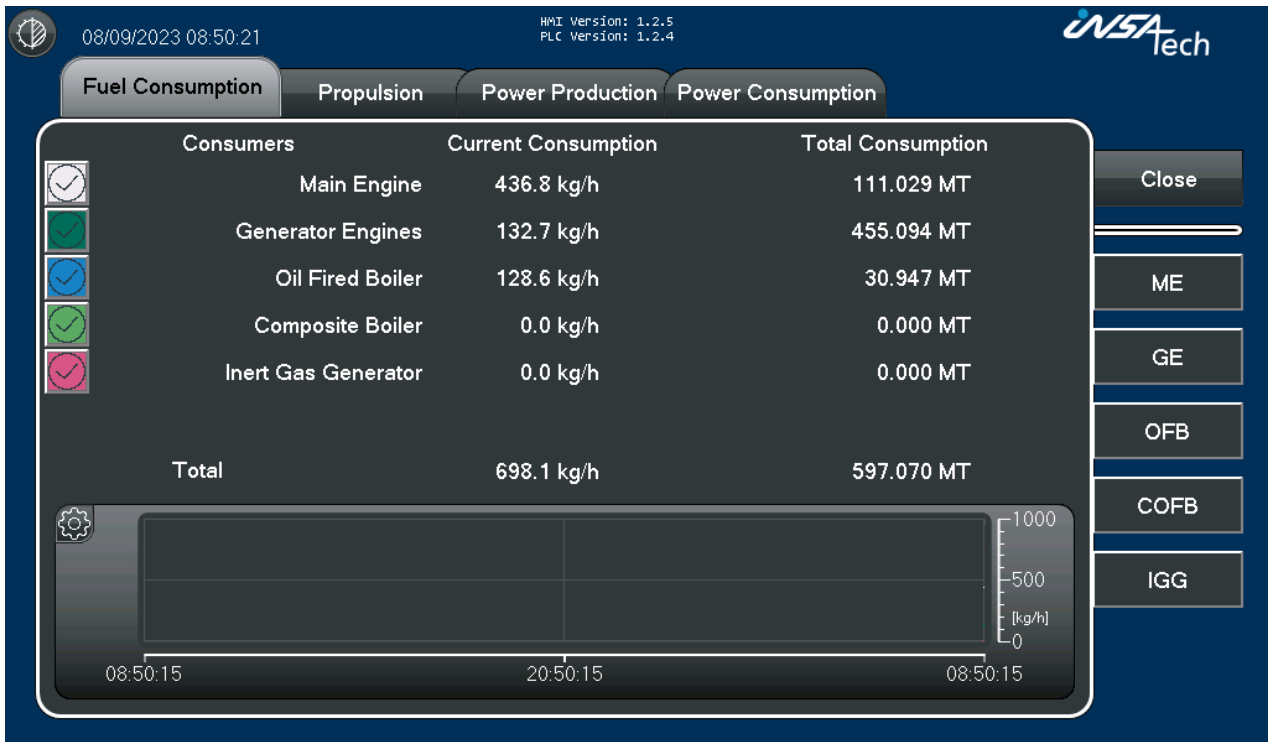 HMI Version: 1.2.5
08/09/2023 08:50:21
PLC Version: 1.2.4
iNSA Tech
Fuel Consumption Propulsion Power Production Power Consumption
Consumers Current Consumption Total Consumption
Main Engine 436.8 kg/h 111.029 MT
Generator Engines 132.7 kg/h 455.094 MT
Oil Fired Boiler 128.6 kg/h 30.947 MT
Composite Boiler 0.0 kg/h 0.000 MT
Inert Gas Generator 0.0 kg/h 0.000 MT
Total 698.1 kg/h 597.070 MT
1000
500
[kg/h]
0
08:50:15 20:50:15 08:50:15
Close
ME
GE
OFB
COFB
IGG